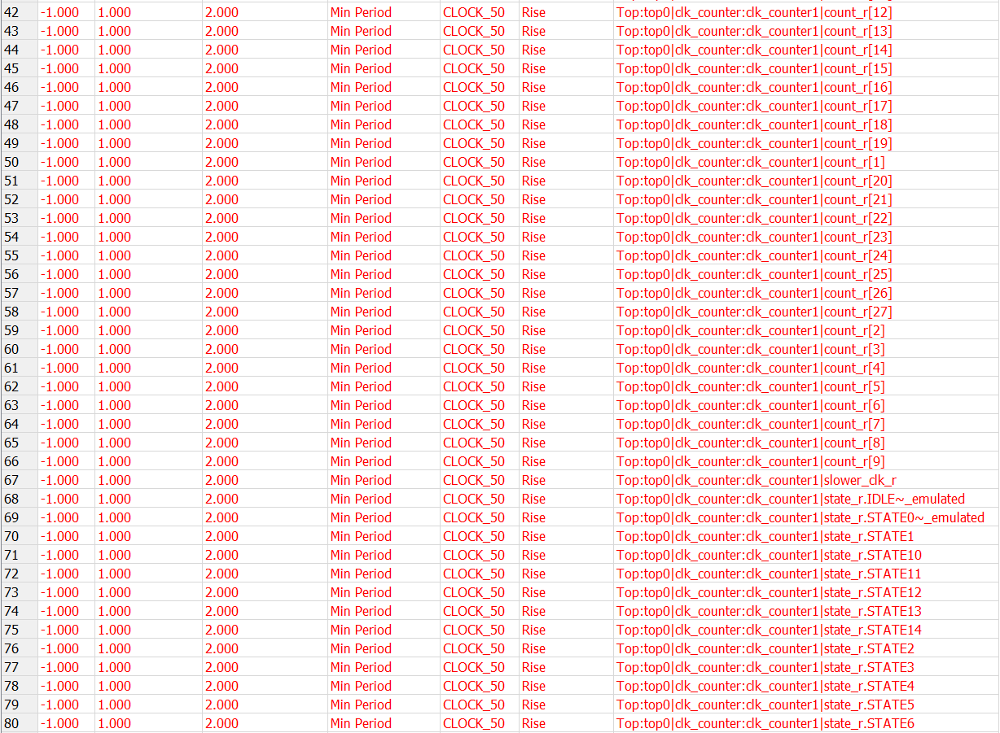 42 -1.000 1.000 2.000 Min Period CLOCK_50 Rise Top:top0|clk_counter:clk_counter1|count_r[12]
43 -1.000 1.000 2.000 Min Period CLOCK_50 Rise Top:top0|clk_counter:clk_counter1|count_r[13]
44 -1.000 1.000 2.000 Min Period CLOCK_50 Rise Top:top0|clk_counter:clk_counter1|count_r[14]
45 -1.000 1.000 2.000 Min Period CLOCK_50 Rise Top:top0|clk_counter:clk_counter1|count_r[15]
46 -1.000 1.000 2.000 Min Period CLOCK_50 Rise Top:top0|clk_counter:clk_counter1|count_r[16]
47 -1.000 1.000 2.000 Min Period CLOCK_50 Rise Top:top0|clk_counter:clk_counter1|count_r[17]
48 -1.000 1.000 2.000 Min Period CLOCK_50 Rise Top:top0|clk_counter:clk_counter1|count_r[18]
49 -1.000 1.000 2.000 Min Period CLOCK_50 Rise Top:top0|clk_counter:clk_counter1|count_r[19]
50 -1.000 1.000 2.000 Min Period CLOCK_50 Rise Top:top0|clk_counter:clk_counter1|count_r[1]
51 -1.000 1.000 2.000 Min Period CLOCK_50 Rise Top:top0|clk_counter:clk_counter1|count_r[20]
52 -1.000 1.000 2.000 Min Period CLOCK_50 Rise Top:top0|clk_counter:clk_counter1|count_r[21]
53 -1.000 1.000 2.000 Min Period CLOCK_50 Rise Top:top0|clk_counter:clk_counter1|count_r[22]
54 -1.000 1.000 2.000 Min Period CLOCK_50 Rise Top:top0|clk_counter:clk_counter1|count_r[23]
55 -1.000 1.000 2.000 Min Period CLOCK_50 Rise Top:top0|clk_counter:clk_counter1|count_r[24]
56 -1.000 1.000 2.000 Min Period CLOCK_50 Rise Top:top0|clk_counter:clk_counter1|count_r[25]
57 -1.000 1.000 2.000 Min Period CLOCK_50 Rise Top:top0|clk_counter:clk_counter1|count_r[26]
58 -1.000 1.000 2.000 Min Period CLOCK_50 Rise Top:top0|clk_counter:clk_counter1|count_r[27]
59 -1.000 1.000 2.000 Min Period CLOCK_50 Rise Top:top0|clk_counter:clk_counter1|count_r[2]
60 -1.000 1.000 2.000 Min Period CLOCK_50 Rise Top:top0|clk_counter:clk_counter1|count_r[3]
61 -1.000 1.000 2.000 Min Period CLOCK_50 Rise Top:top0|clk_counter:clk_counter1|count_r[4]
62 -1.000 1.000 2.000 Min Period CLOCK_50 Rise Top:top0|clk_counter:clk_counter1|count_r[5]
63 -1.000 1.000 2.000 Min Period CLOCK_50 Rise Top:top0|clk_counter:clk_counter1|count_r[6]
64 -1.000 1.000 2.000 Min Period CLOCK_50 Rise Top:top0|clk_counter:clk_counter1|count_r[7]
65 -1.000 1.000 2.000 Min Period CLOCK_50 Rise Top:top0|clk_counter:clk_counter1|count_r[8]
66 -1.000 1.000 2.000 Min Period CLOCK_50 Rise Top:top0|clk_counter:clk_counter1|count_r[9]
67 -1.000 1.000 2.000 Min Period CLOCK_50 Rise Top:top0|clk_counter:clk_counter1|slower_clk_r
68 -1.000 1.000 2.000 Min Period CLOCK_50 Rise Top:top0|clk_counter:clk_counter1|state_r.IDLE~_emulated
69 -1.000 1.000 2.000 Min Period CLOCK_50 Rise Top:top0|clk_counter:clk_counter1|state_r.STATE0~_emulated
70 -1.000 1.000 2.000 Min Period CLOCK_50 Rise Top:top0|clk_counter:clk_counter1|state_r.STATE1
71 -1.000 1.000 2.000 Min Period CLOCK_50 Rise Top:top0|clk_counter:clk_counter1|state_r.STATE10
72 -1.000 1.000 2.000 Min Period CLOCK_50 Rise Top:top0|clk_counter:clk_counter1|state_r.STATE11
73 -1.000 1.000 2.000 Min Period CLOCK_50 Rise Top:top0|clk_counter:clk_counter1|state_r.STATE12
74 -1.000 1.000 2.000 Min Period CLOCK_50 Rise Top:top0|clk_counter:clk_counter1|state_r.STATE13
75 -1.000 1.000 2.000 Min Period CLOCK_50 Rise Top:top0|clk_counter:clk_counter1|state_r.STATE14
76 -1.000 1.000 2.000 Min Period CLOCK_50 Rise Top:top0|clk_counter:clk_counter1|state_r.STATE2
77 -1.000 1.000 2.000 Min Period CLOCK_50 Rise Top:top0|clk_counter:clk_counter1|state_r.STATE3
78 -1.000 1.000 2.000 Min Period CLOCK_50 Rise Top:top0|clk_counter:clk_counter1|state_r.STATE4
79 -1.000 1.000 2.000 Min Period CLOCK_50 Rise Top:top0|clk_counter:clk_counter1|state_r.STATE5
80 -1.000 1.000 2.000 Min Period CLOCK_50 Rise Top:top0|clk_counter:clk_counter1|state_r.STATE6